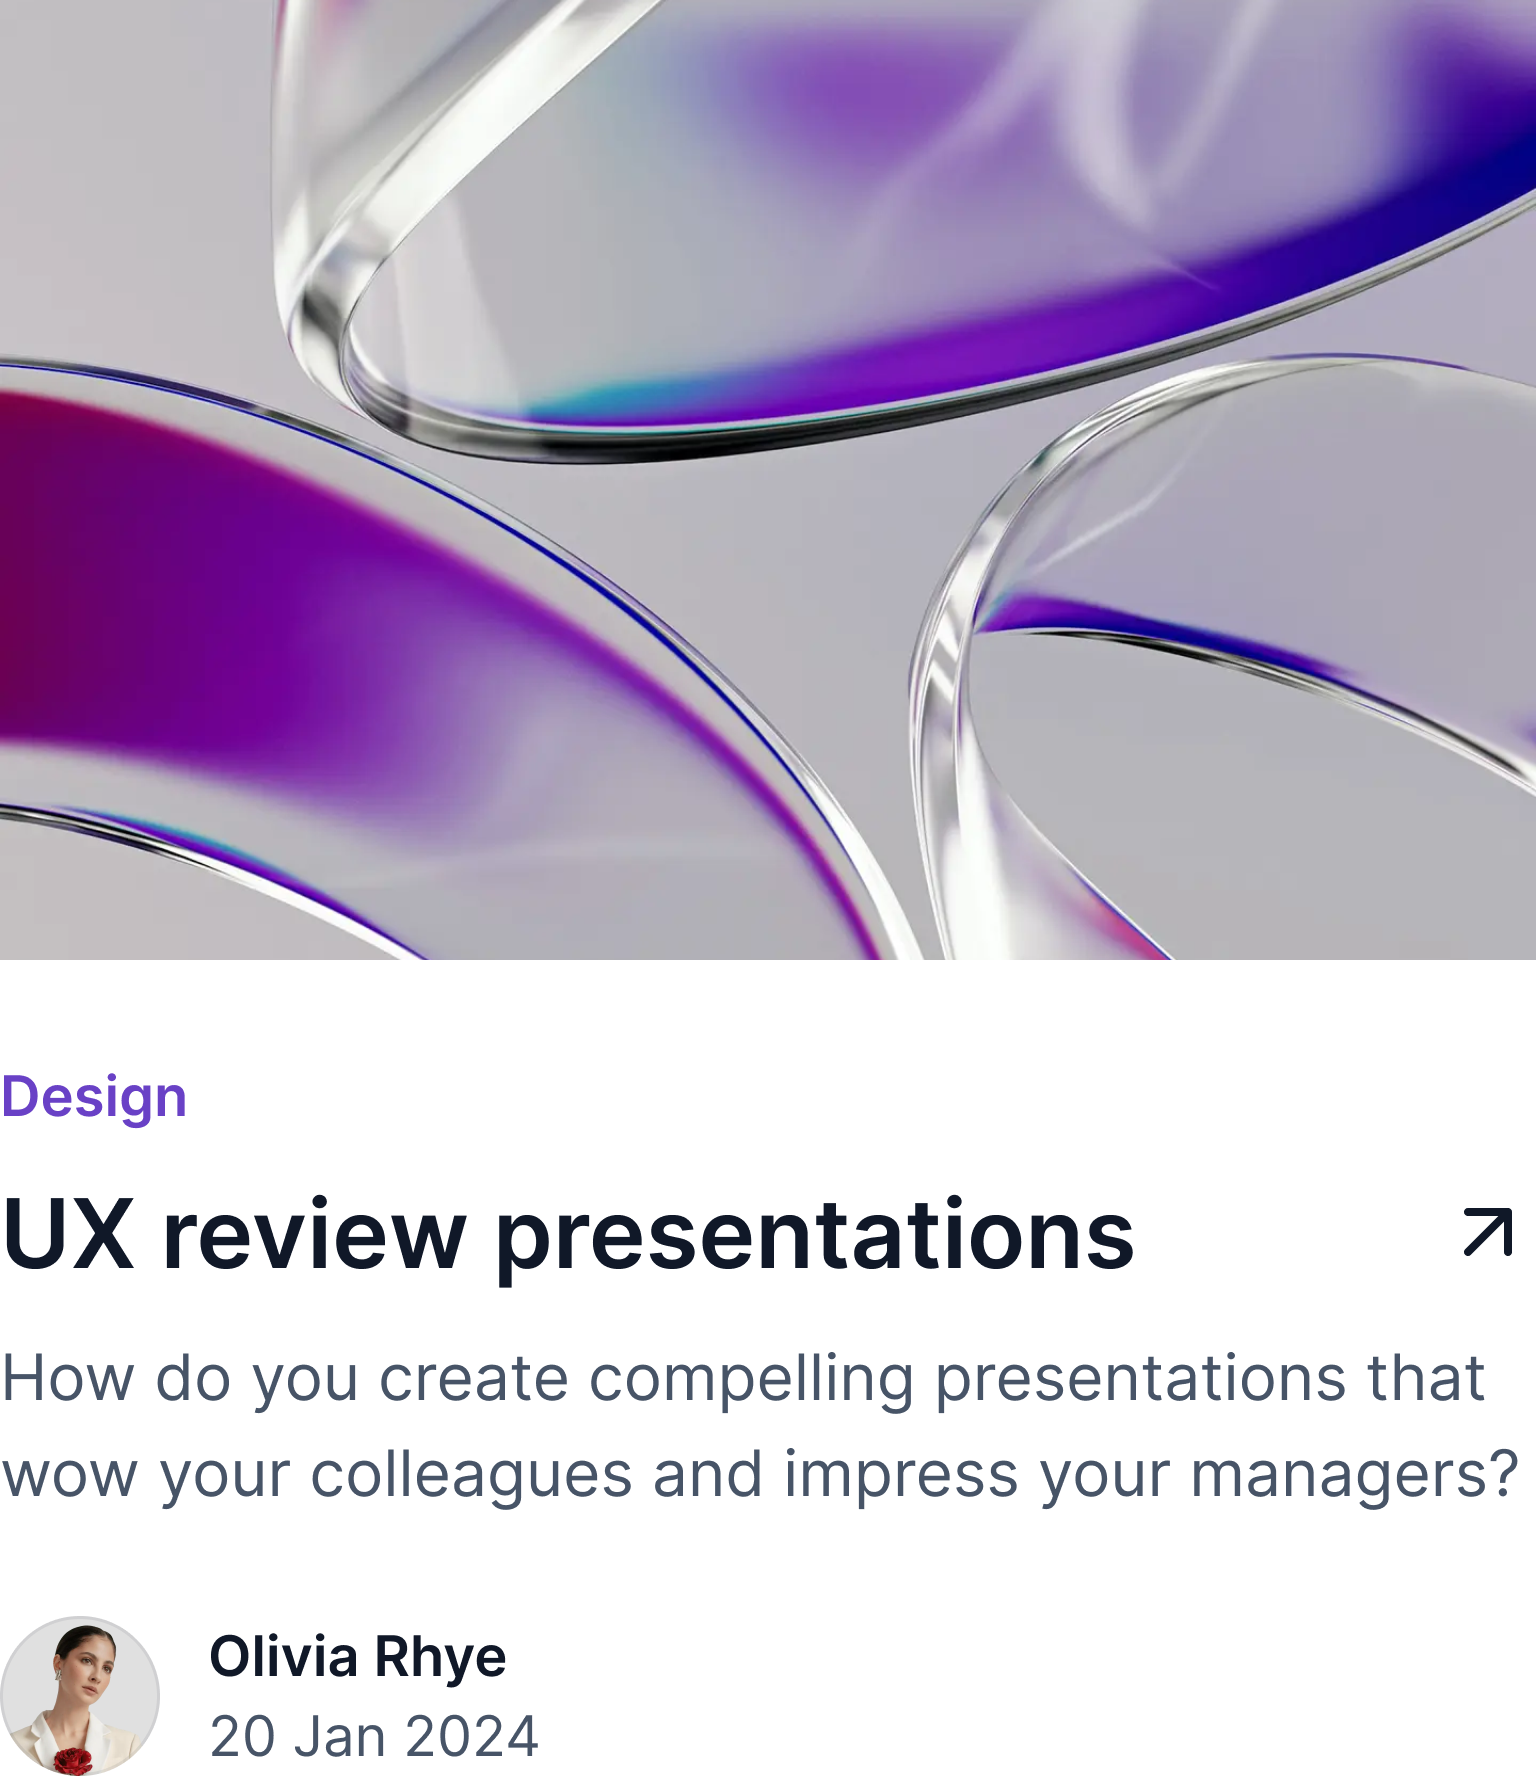 Design
UX review presentations
How do you create compelling presentations that
wow your colleagues and impress your managers?
Olivia Rhye
20 Jan 2024